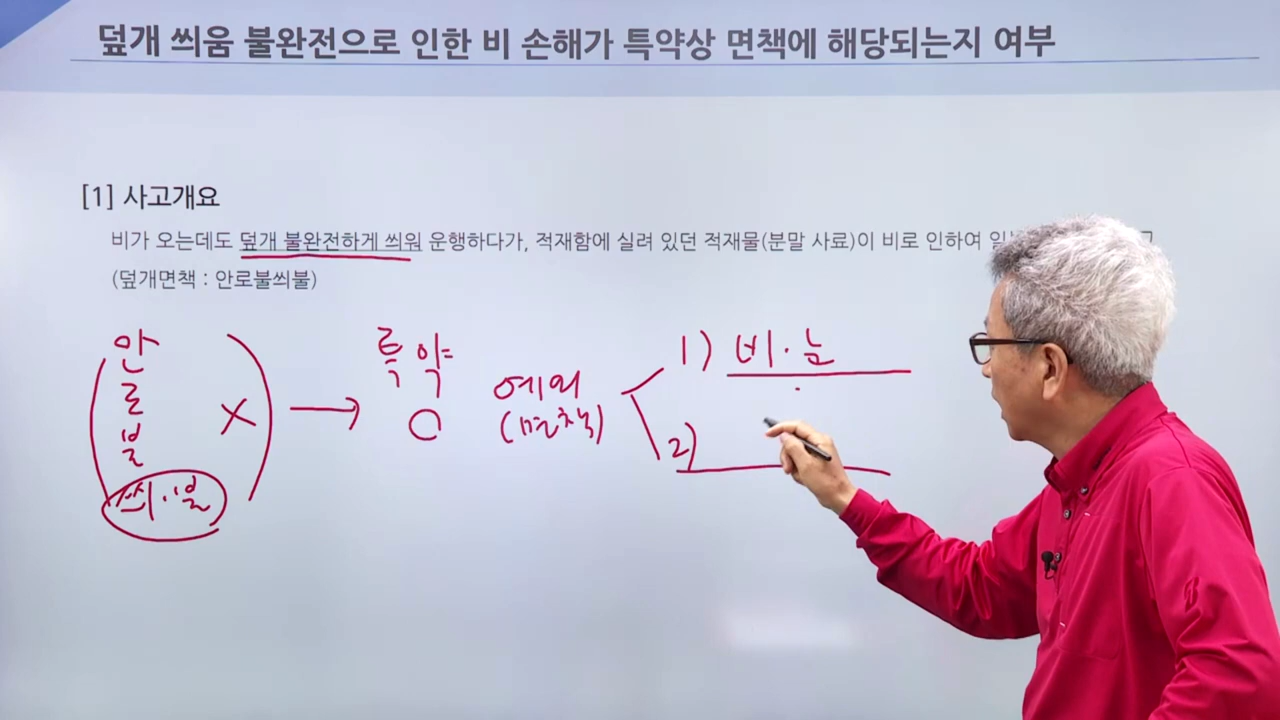 덮개 씌움 불완전으로 인한 비 손해가 특약상 면책에 해당되는지 여부
[1] 사고개요
비가 오는데도 덮개 불완전하게 씌워 운행하다가, 적재함에 실려 있던 적재물(분말 사료)이 비로 인하여
(덮개면책 : 안로불씌불)
안
로
불
씌·불
X
특약
O
예외
(면책)
1) 비·눈
2)